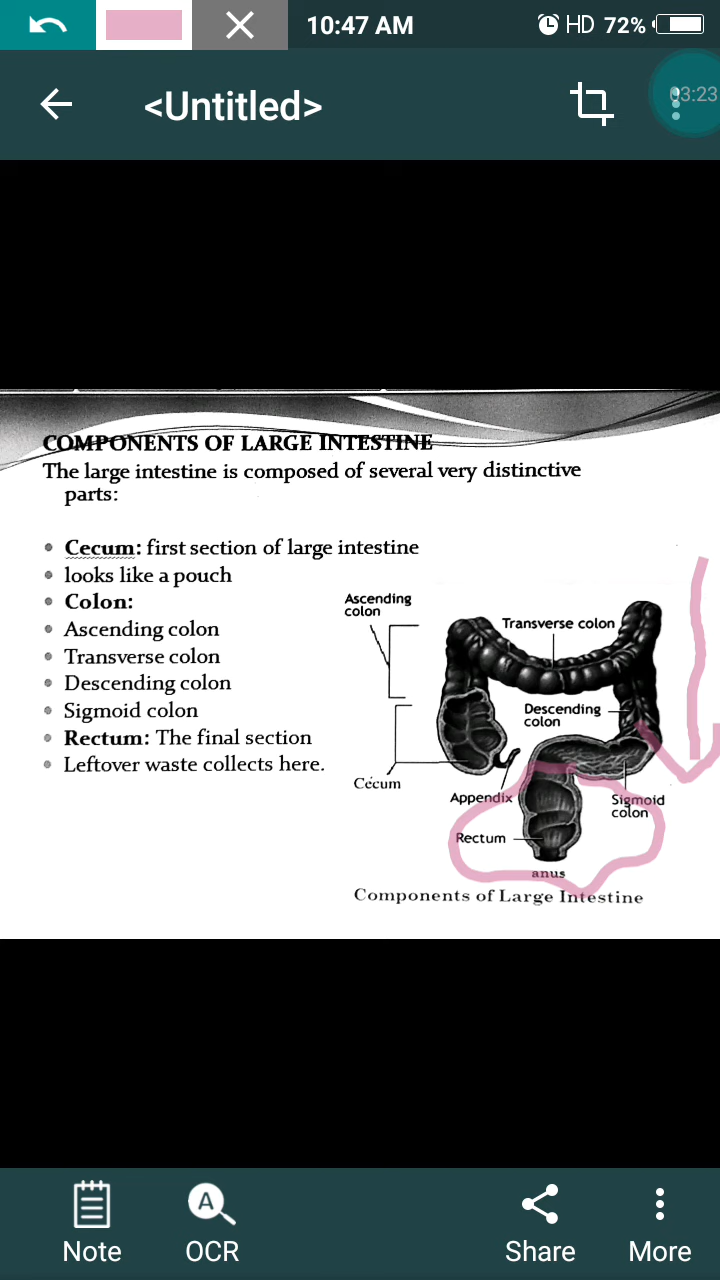 10:47 AM
HD 72%
<Untitled>
03:23
COMPONENTS OF LARGE INTESTINE
The large intestine is composed of several very distinctive
parts:
• Cecum: first section of large intestine
• looks like a pouch
• Colon:
• Ascending colon
• Transverse colon
• Descending colon
• Sigmoid colon
• Rectum: The final section
• Leftover waste collects here.
Ascending
colon
Transverse colon
Descending
colon
Cecum
Appendix
Sigmoid
colon
Rectum
anus
Components of Large Intestine
A
Note
OCR
Share
More